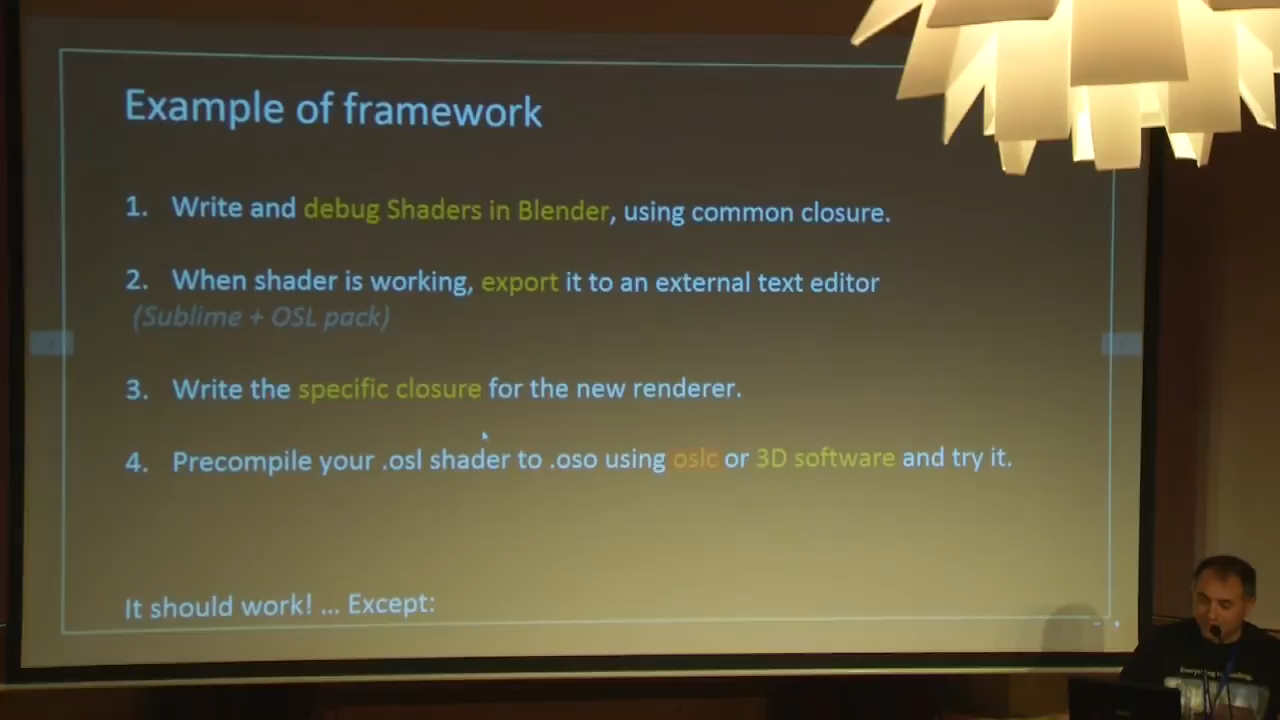 Example of framework
1. Write and debug Shaders in Blender, using common closure.
2. When shader is working, export it to an external text editor
(Sublime + OSL pack)
3. Write the specific closure for the new renderer.
4. Precompile your .osl shader to .oso using oslc or 3D software and try it.
It should work! ... Except: